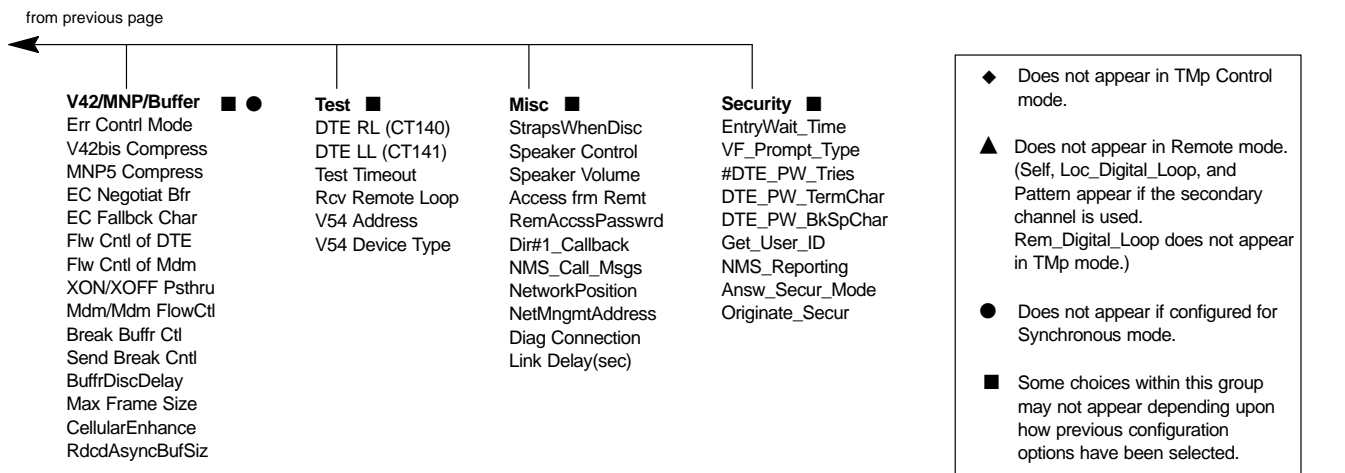 from previous page
V42/MNP/Buffer ■ ●
Err Contrl Mode
V42bis Compress
MNP5 Compress
EC Negotiat Bfr
EC Fallbck Char
Flw Cntl of DTE
Flw Cntl of Mdm
XON/XOFF Psthru
Mdm/Mdm FlowCtl
Break Buffr Ctl
Send Break Cntl
BuffrDiscDelay
Max Frame Size
CellularEnhance
RdcdAsyncBufSiz
Test ■
DTE RL (CT140)
DTE LL (CT141)
Test Timeout
Rcv Remote Loop
V54 Address
V54 Device Type
Misc ■
StrapsWhenDisc
Speaker Control
Speaker Volume
Access frm Remt
RemAccssPasswrd
Dir#1_Callback
NMS_Call_Msgs
NetworkPosition
NetMngmtAddress
Diag Connection
Link Delay(sec)
Security ■
EntryWait_Time
VF_Prompt_Type
#DTE_PW_Tries
DTE_PW_TermChar
DTE_PW_BkSpChar
Get_User_ID
NMS_Reporting
Answ_Secur_Mode
Originate_Secur
◆ Does not appear in TMp Control
mode.
▲ Does not appear in Remote mode.
(Self, Loc_Digital_Loop, and
Pattern appear if the secondary
channel is used.
Rem_Digital_Loop does not appear
in TMp mode.)
● Does not appear if configured for
Synchronous mode.
■ Some choices within this group
may not appear depending upon
how previous configuration
options have been selected.